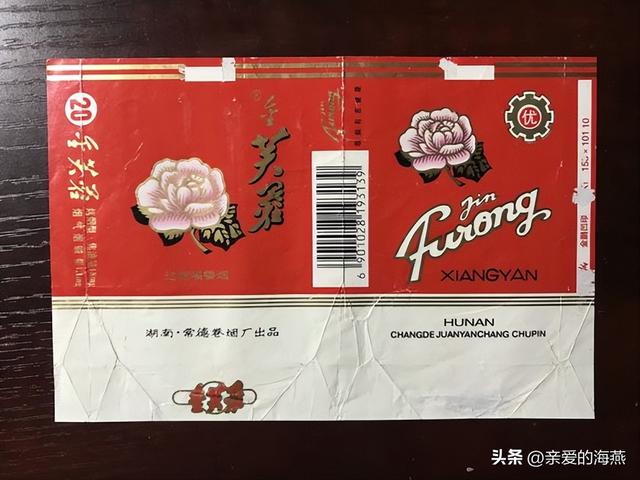 20 金芙蓉
金芙蓉
6 901028 193139
优
Jin
Furong
XIANGYAN
湖南·常德卷烟厂出品
HUNAN
CHANGDE JUANYANCHANG CHUPIN
头条 @亲爱的海燕